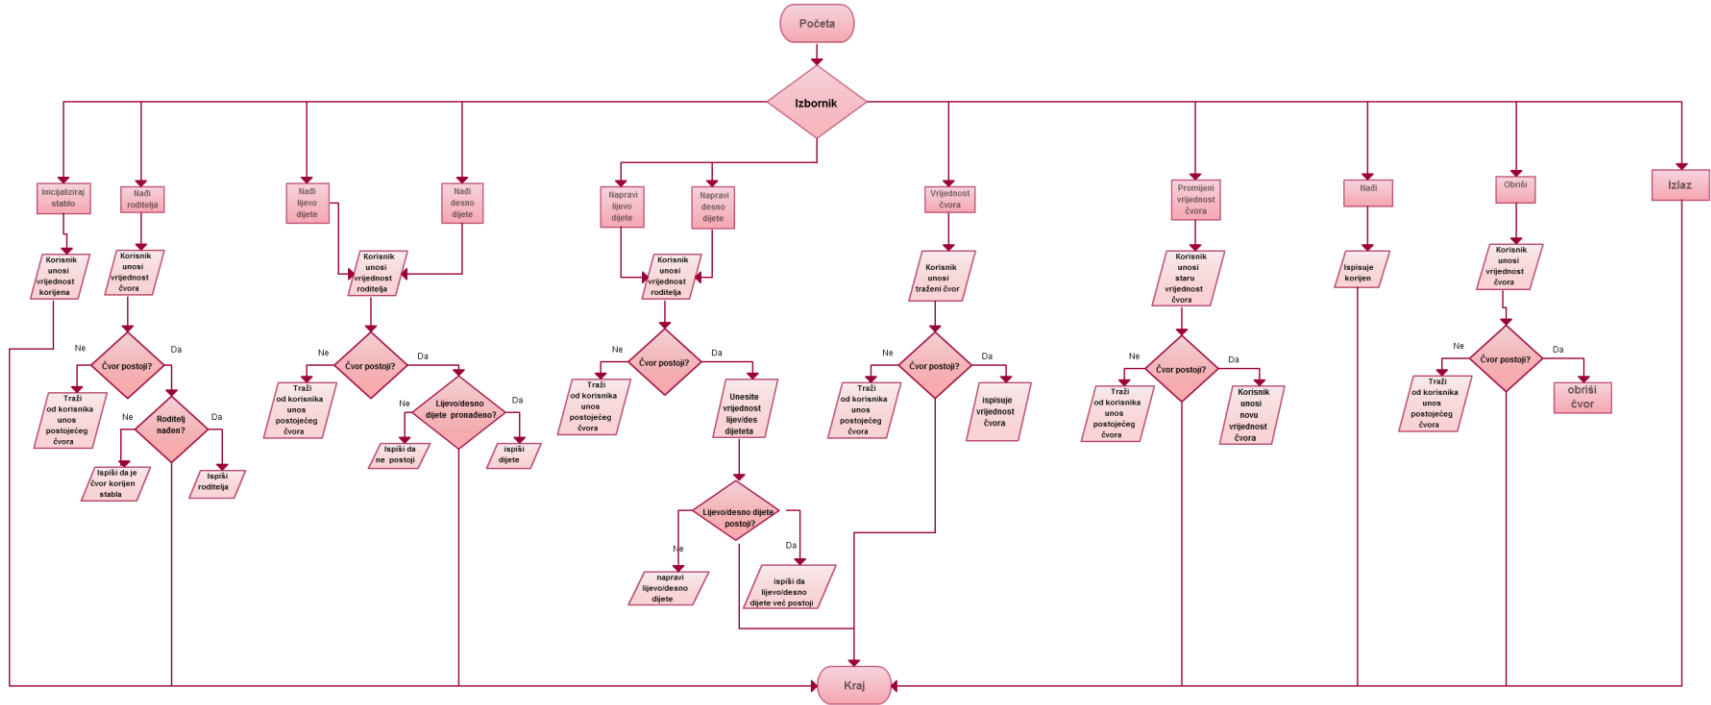 Početa
Izbornik
Inicijaliziraj
stablo
Nađi
roditelja
Nađi
lijevo
dijete
Nađi
desno
dijete
Napravi
lijevo
dijete
Napravi
desno
dijete
Vrijednost
čvora
Promijeni
vrijednost
čvora
Nađi
Obriši
Izlaz
Korisnik
unosi
vrijednost
korijena
Korisnik
unosi
vrijednost
čvora
Korisnik
unosi
vrijednost
roditelja
Korisnik
unosi
vrijednost
roditelja
Korisnik
unosi
traženi čvor
Korisnik
unosi
staru
vrijednost
čvora
Ispisuje
korijen
Korisnik
unosi
vrijednost
čvora
Ne
Čvor postoji?
Da
Ne
Čvor postoji?
Da
Ne
Čvor postoji?
Da
Ne
Čvor postoji?
Da
Ne
Čvor postoji?
Da
Ne
Čvor postoji?
Da
Traži
od korisnika
unos
postojećeg
čvora
Ne
Roditelj
nađen?
Da
Ispiši da je
čvor korijen
stabla
Ispiši
roditelja
Traži
od korisnika
unos
postojećeg
čvora
Ne
Lijevo/desno
dijete pronađeno?
Da
Ispiši da
ne postoji
ispiši
dijete
Traži
od korisnika
unos
postojećeg
čvora
Unesite
vrijednost
lijev/des
dijeteta
Lijevo/desno dijete
postoji?
Ne
Da
napravi
lijevo/desno
dijete
ispiši da
lijevo/desno
dijete već postoji
Traži
od korisnika
unos
postojećeg
čvora
ispisuje
vrijednost
čvora
Traži
od korisnika
unos
postojećeg
čvora
Korisnik
unosi
novu
vrijednost
čvora
Traži
od korisnika
unos
postojećeg
čvora
obriši
čvor
Kraj